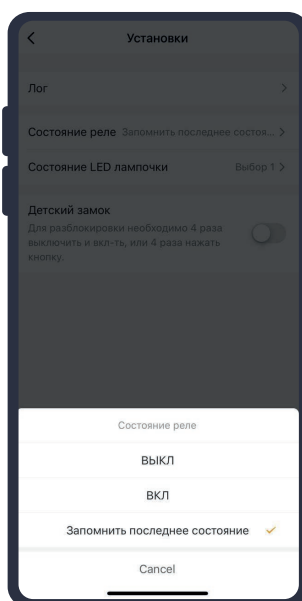 Установки
Лог
Состояние реле Запомнить последнее состоя...
Состояние LED лампочки Выбор 1
Детский замок
Для разблокировки необходимо 4 раза
выключить и вкл-ть, или 4 раза нажать
кнопку.
Состояние реле
ВЫКЛ
ВКЛ
Запомнить последнее состояние
Cancel